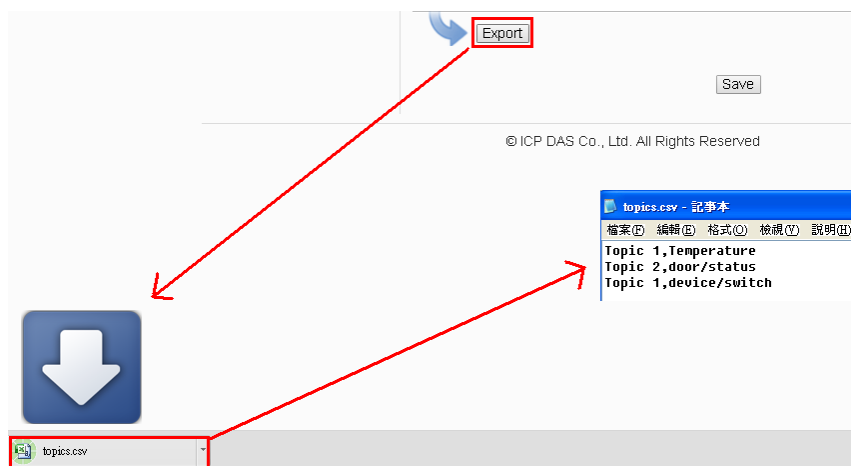 Export
Save
© ICP DAS Co., Ltd. All Rights Reserved
topics.csv - 記事本
檔案(F) 編輯(E) 格式(O) 檢視(V) 說明(H)
Topic 1,Temperature
Topic 2,door/status
Topic 1,device/switch
topics.csv